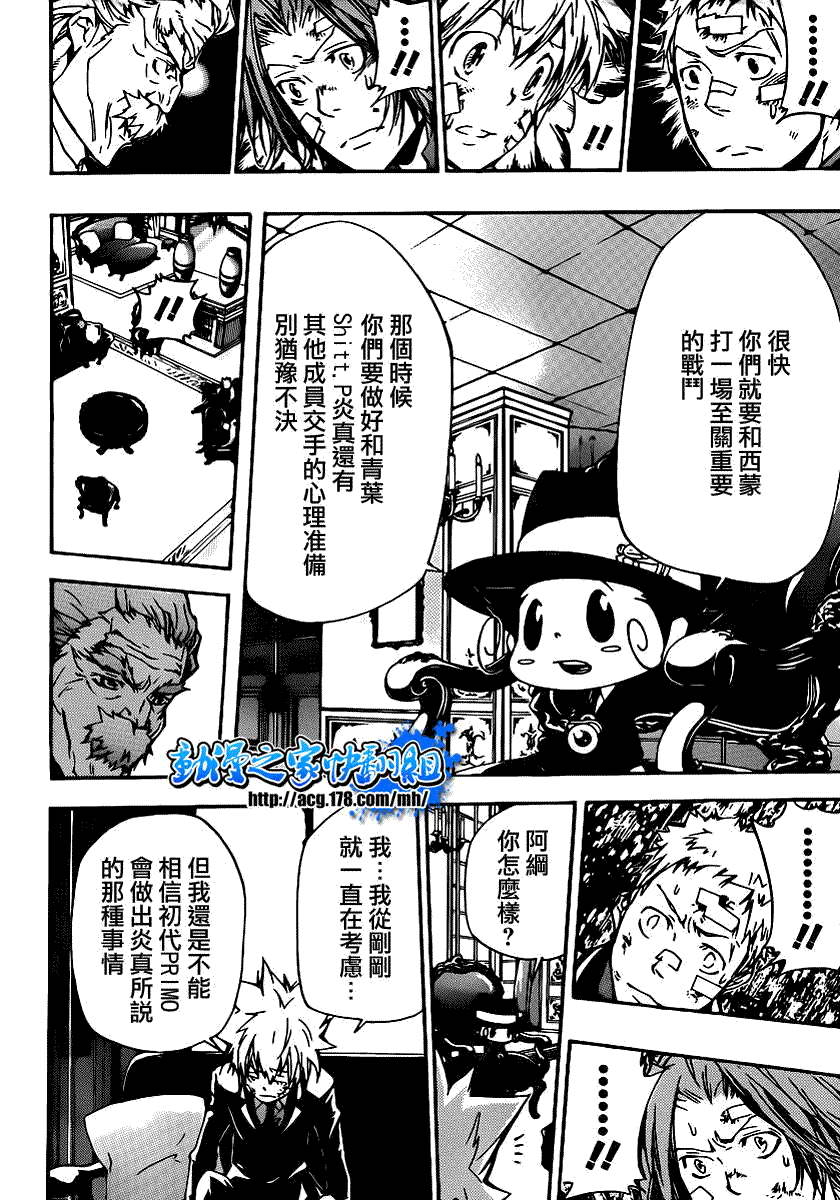 ……!!
!!
!!
很快
你們就要和西蒙
打一場至關重要
的戰鬥
那個時候
你們要做好和青葉
Shitt.P炎真還有
其他成員交手的心理准備
別猶豫不決
!!
……!!
……!!
阿綱
你怎麼樣?
我…我從剛剛
就一直在考慮…
但我還是不能
相信初代PRIMO
會做出炎真所說
的那種事情
動漫之家快翻組
http://acg.178.com/mh/